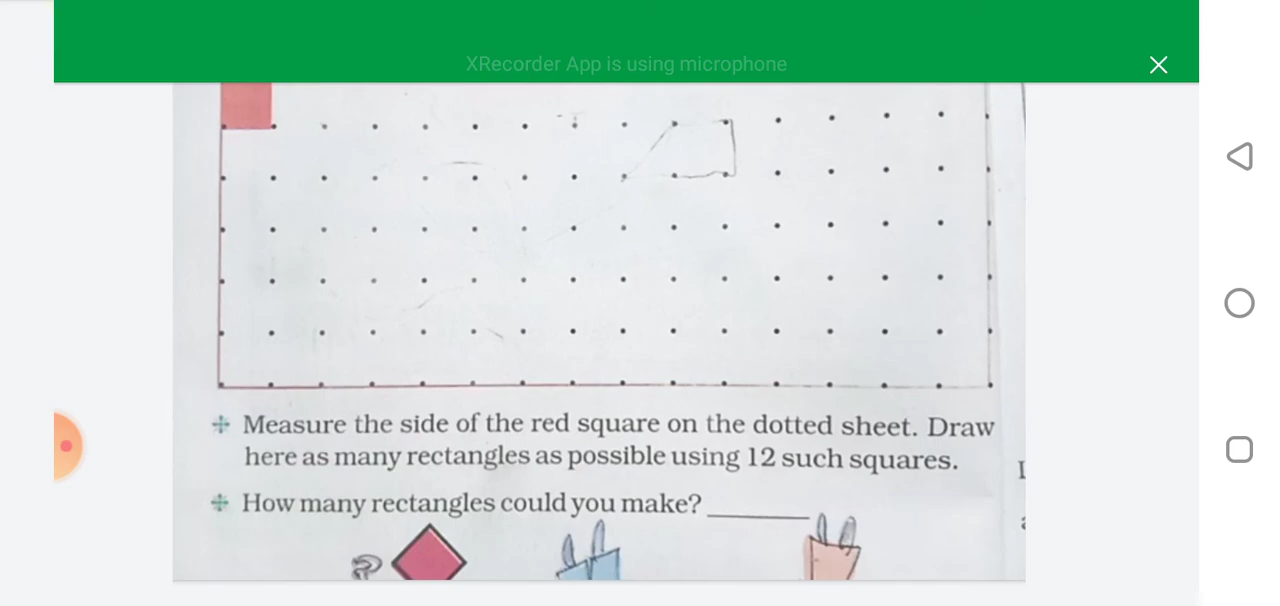 XRecorder App is using microphone
Measure the side of the red square on the dotted sheet. Draw
here as many rectangles as possible using 12 such squares.
How many rectangles could you make?